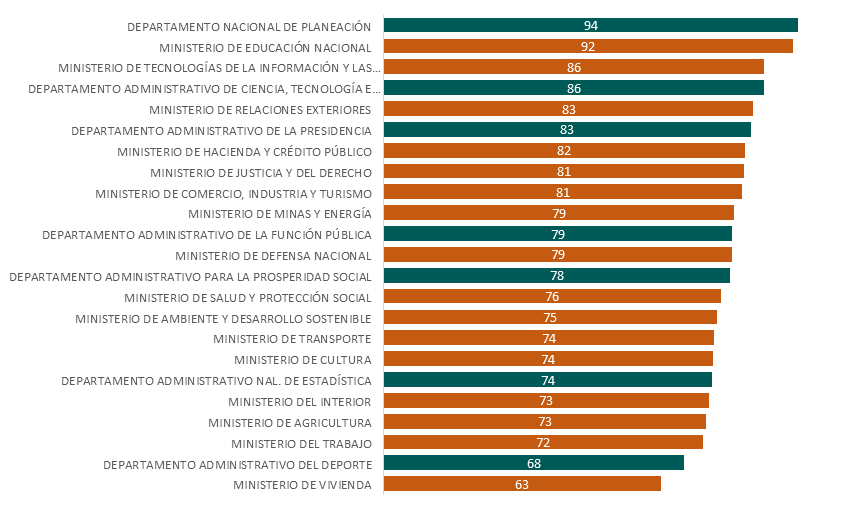 DEPARTAMENTO NACIONAL DE PLANEACIÓN 94
MINISTERIO DE EDUCACIÓN NACIONAL 92
MINISTERIO DE TECNOLOGÍAS DE LA INFORMACIÓN Y LAS... 86
DEPARTAMENTO ADMINISTRATIVO DE CIENCIA, TECNOLOGÍA E... 86
MINISTERIO DE RELACIONES EXTERIORES 83
DEPARTAMENTO ADMINISTRATIVO DE LA PRESIDENCIA 83
MINISTERIO DE HACIENDA Y CRÉDITO PÚBLICO 82
MINISTERIO DE JUSTICIA Y DEL DERECHO 81
MINISTERIO DE COMERCIO, INDUSTRIA Y TURISMO 81
MINISTERIO DE MINAS Y ENERGÍA 79
DEPARTAMENTO ADMINISTRATIVO DE LA FUNCIÓN PÚBLICA 79
MINISTERIO DE DEFENSA NACIONAL 79
DEPARTAMENTO ADMINISTRATIVO PARA LA PROSPERIDAD SOCIAL 78
MINISTERIO DE SALUD Y PROTECCIÓN SOCIAL 76
MINISTERIO DE AMBIENTE Y DESARROLLO SOSTENIBLE 75
MINISTERIO DE TRANSPORTE 74
MINISTERIO DE CULTURA 74
DEPARTAMENTO ADMINISTRATIVO NAL. DE ESTADÍSTICA 74
MINISTERIO DEL INTERIOR 73
MINISTERIO DE AGRICULTURA 73
MINISTERIO DEL TRABAJO 72
DEPARTAMENTO ADMINISTRATIVO DEL DEPORTE 68
MINISTERIO DE VIVIENDA 63